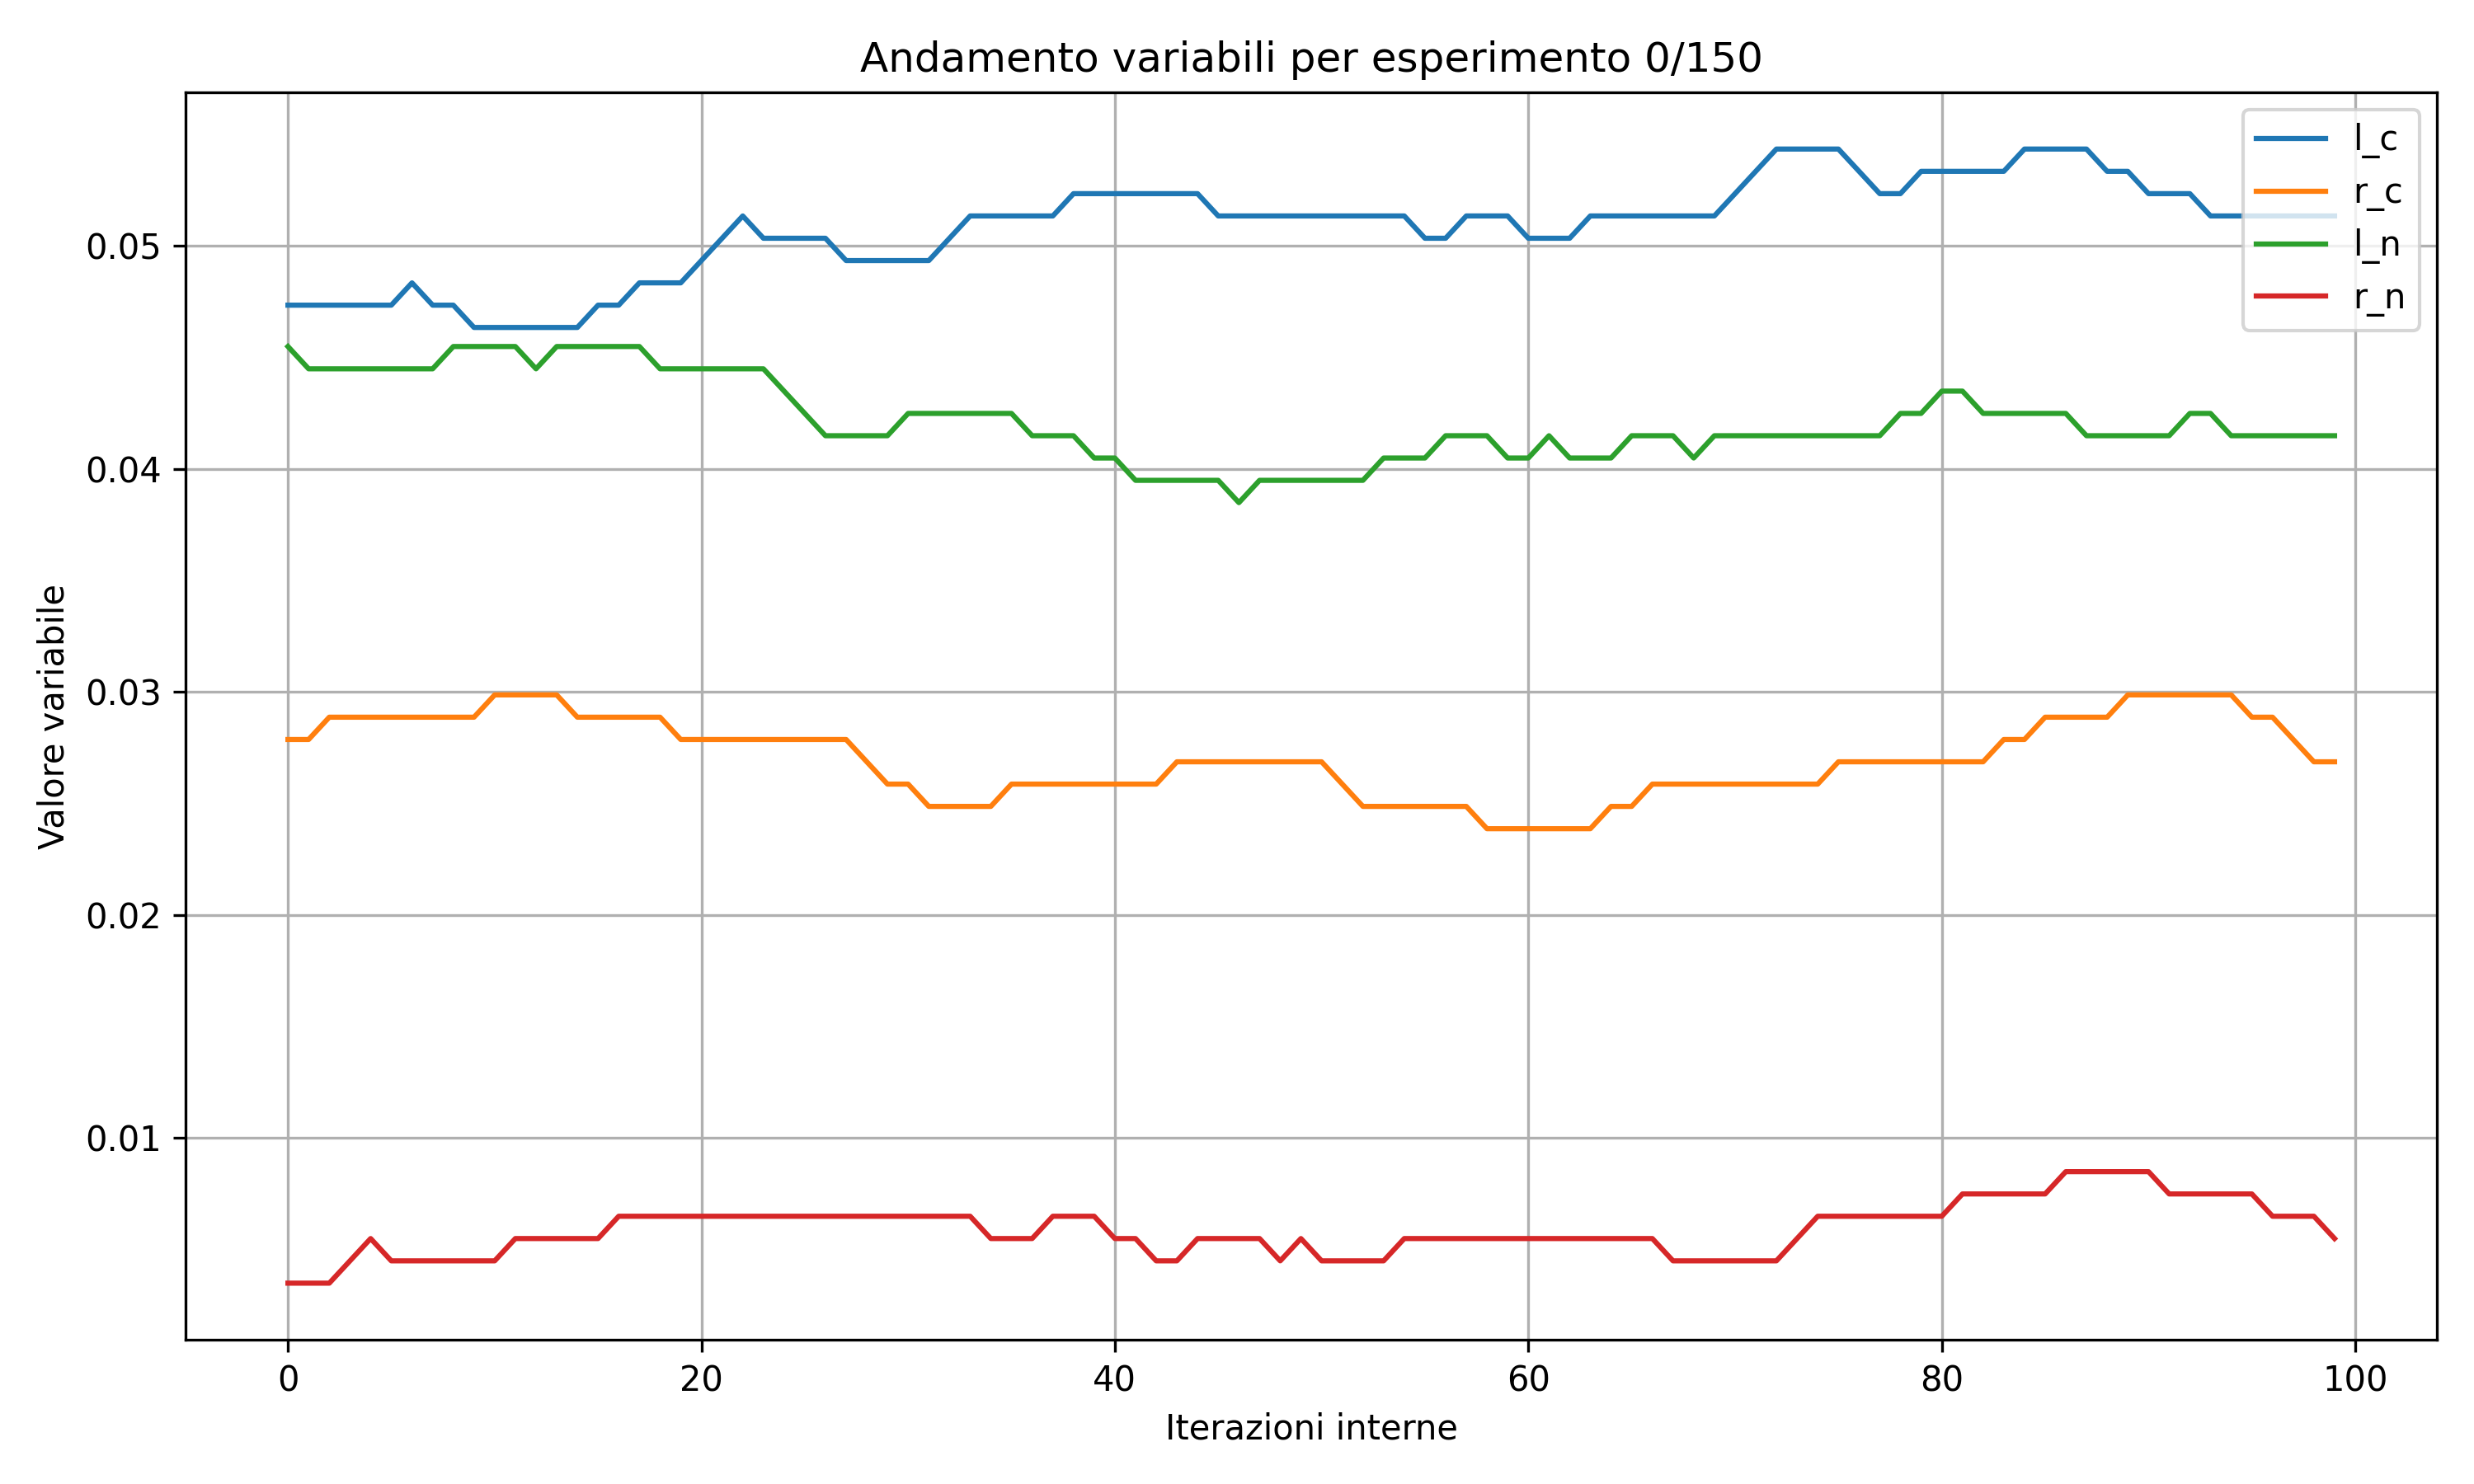 Andamento variabili per esperimento 0/150
l_c
r_c
l_n
r_n
0.05
0.04
0.03
0.02
0.01
Valore variabile
0 20 40 60 80 100
Iterazioni interne